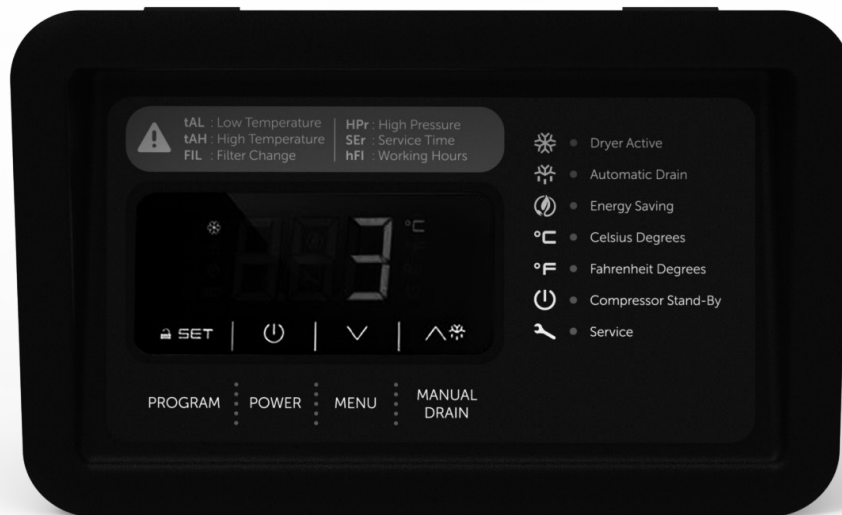 tAL : Low Temperature
tAH : High Temperature
FIL : Filter Change
HPr : High Pressure
SEr : Service Time
hFI : Working Hours
3 °C
SET
PROGRAM
POWER
MENU
MANUAL
DRAIN
Dryer Active
Automatic Drain
Energy Saving
°C Celsius Degrees
°F Fahrenheit Degrees
Compressor Stand-By
Service